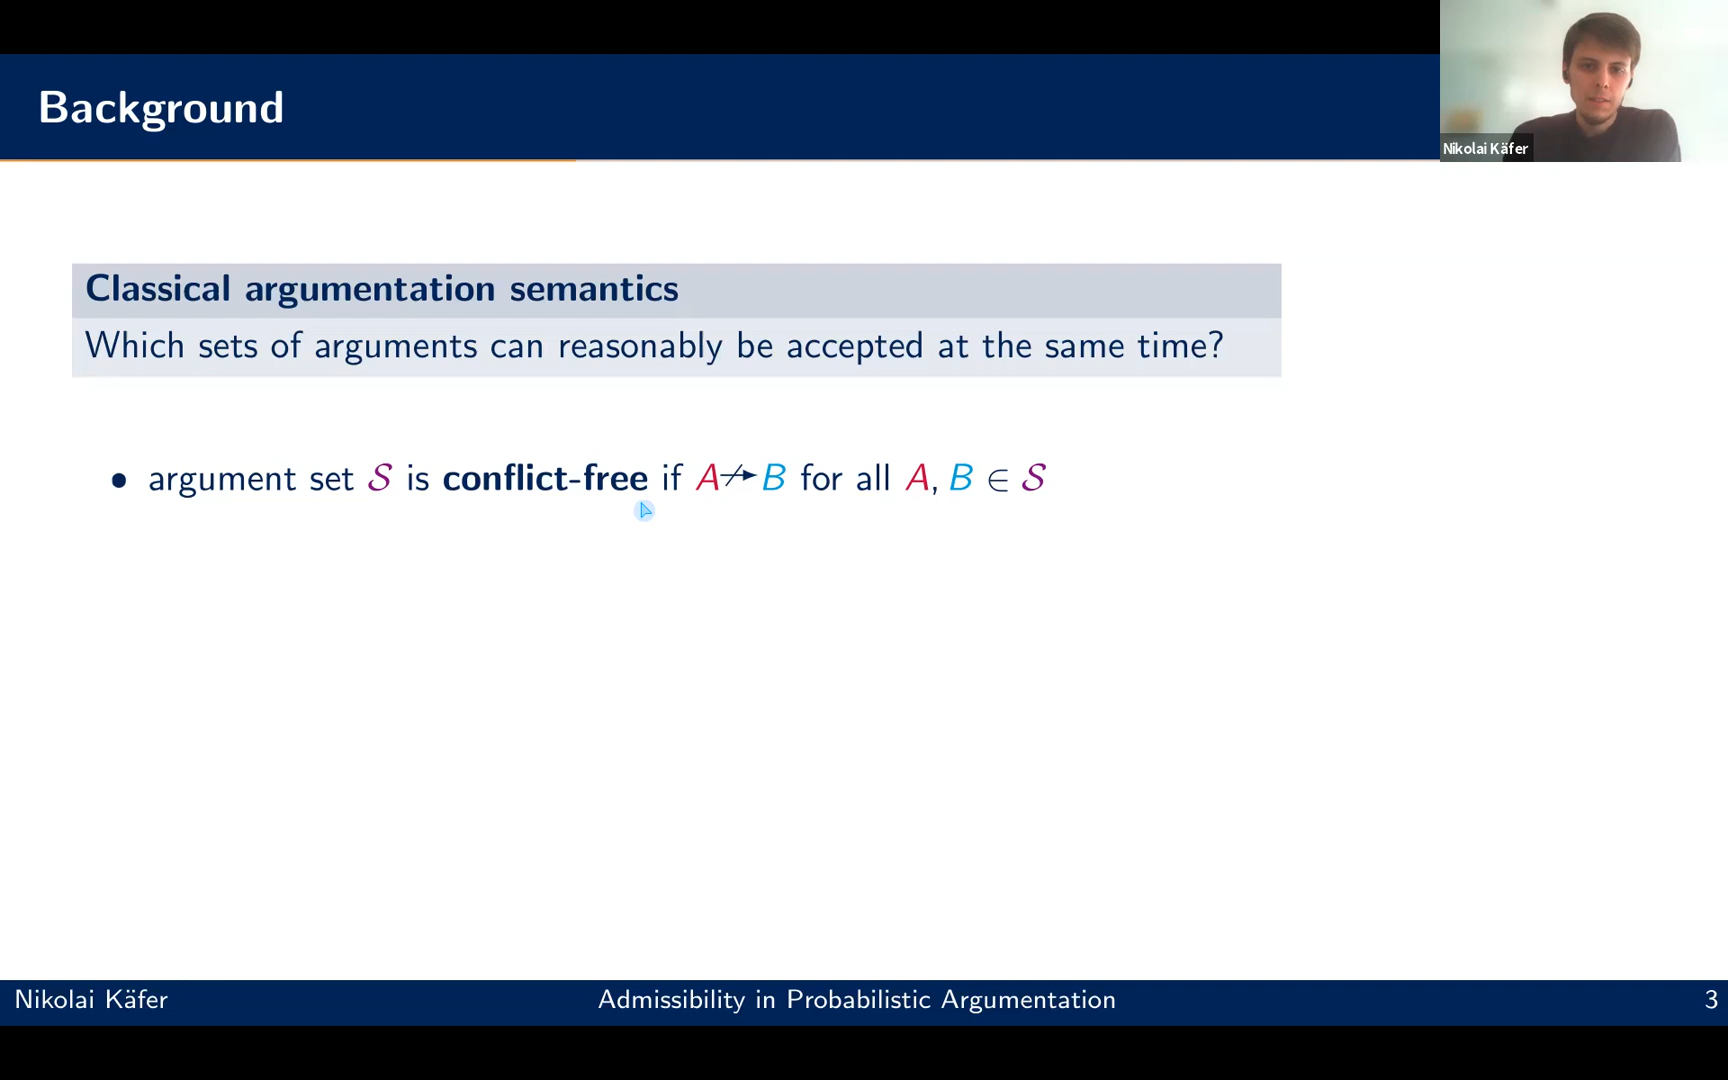 Background
Nikolai Käfer
Classical argumentation semantics
Which sets of arguments can reasonably be accepted at the same time?
• argument set 𝒮 is conflict-free if A↛B for all A, B ∈ 𝒮
Nikolai Käfer
Admissibility in Probabilistic Argumentation
3